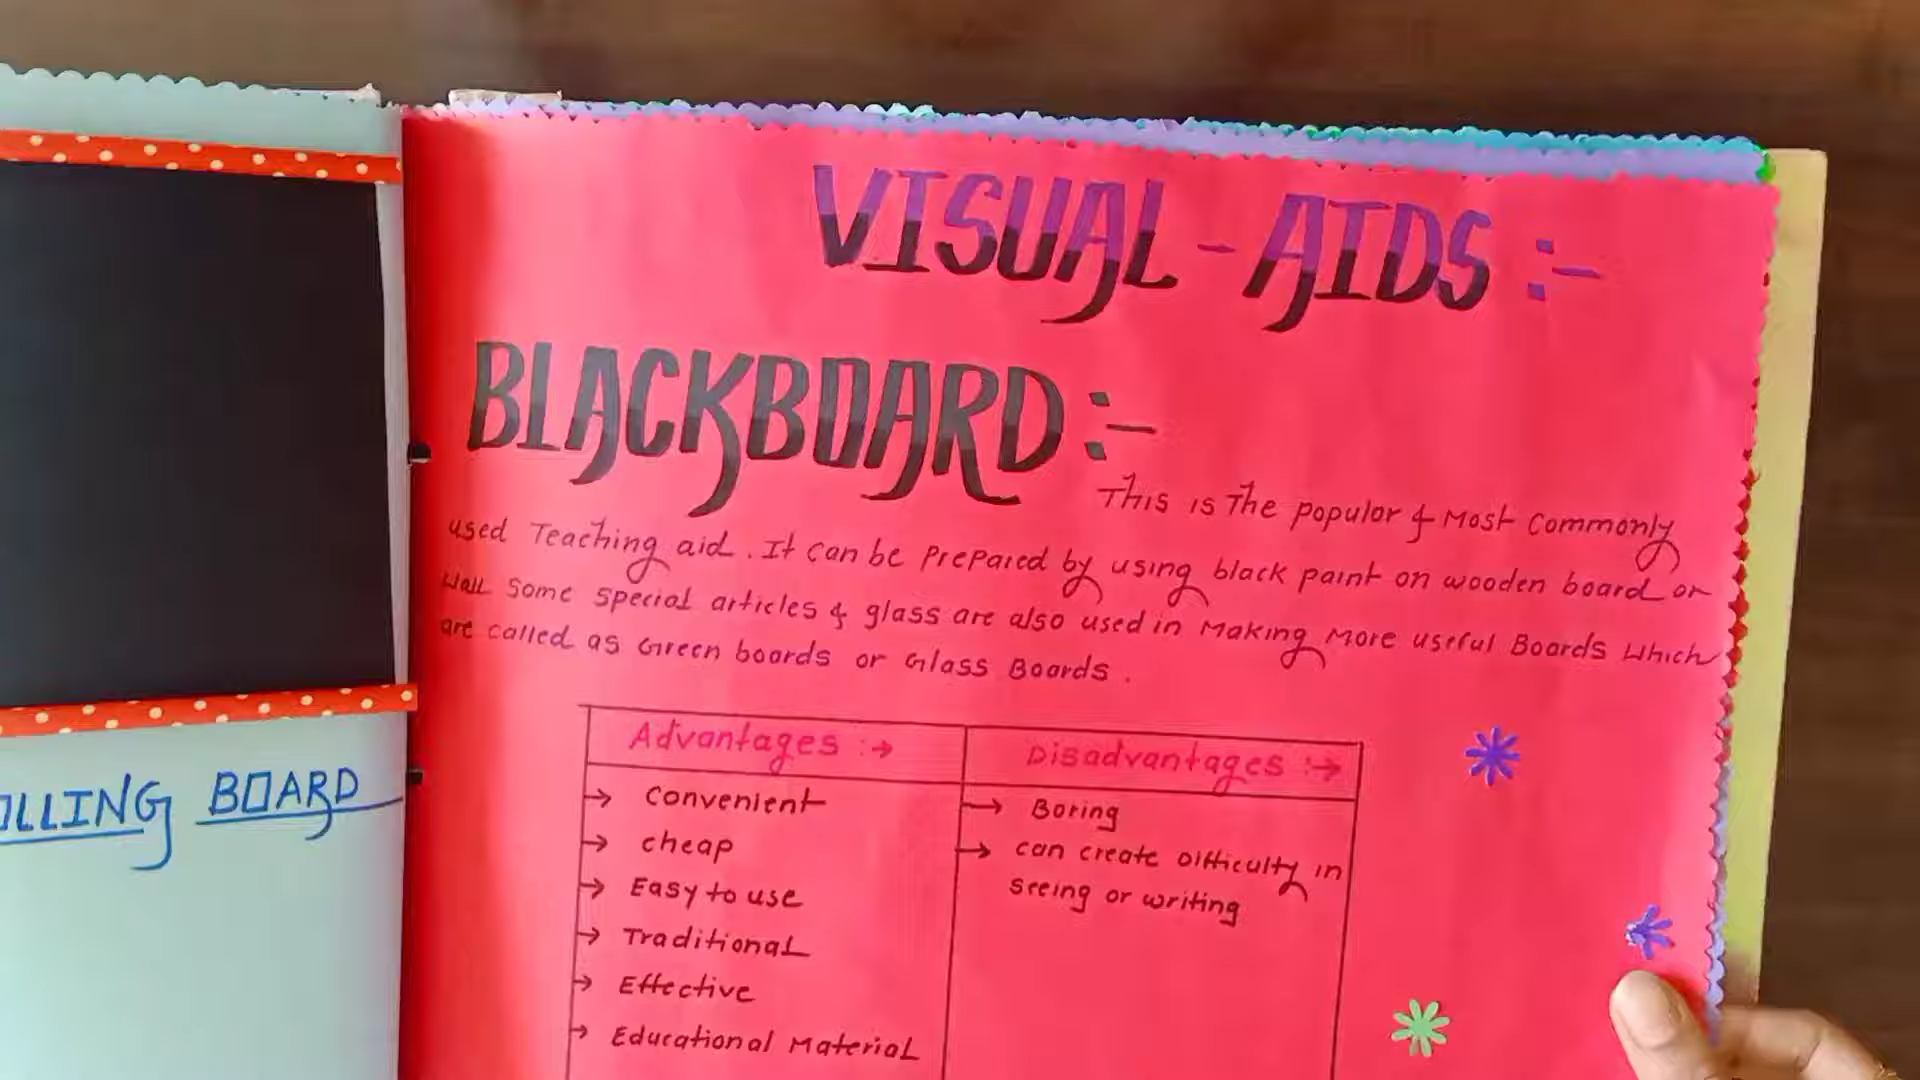 VISUAL-AIDS :-
BLACKBOARD :-
This is The popular & Most commonly
used Teaching aid. It can be prepared by using black paint on wooden board or
wall some special articles & glass are also used in Making More useful Boards which
are called as Green boards or Glass Boards.
Advantages :→
→ convenient
→ cheap
→ Easy to use
→ Traditional
→ Effective
→ Educational Material
Disadvantages :→
→ Boring
→ can create Difficulty in
seeing or writing
OLLING BOARD